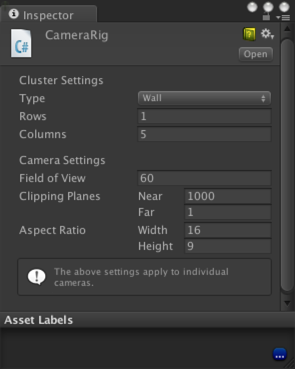 Inspector
C#
CameraRig
Open
Cluster Settings
Type Wall
Rows 1
Columns 5
Camera Settings
Field of View 60
Clipping Planes Near 1000
Far 1
Aspect Ratio Width 16
Height 9
The above settings apply to individual
cameras.
Asset Labels